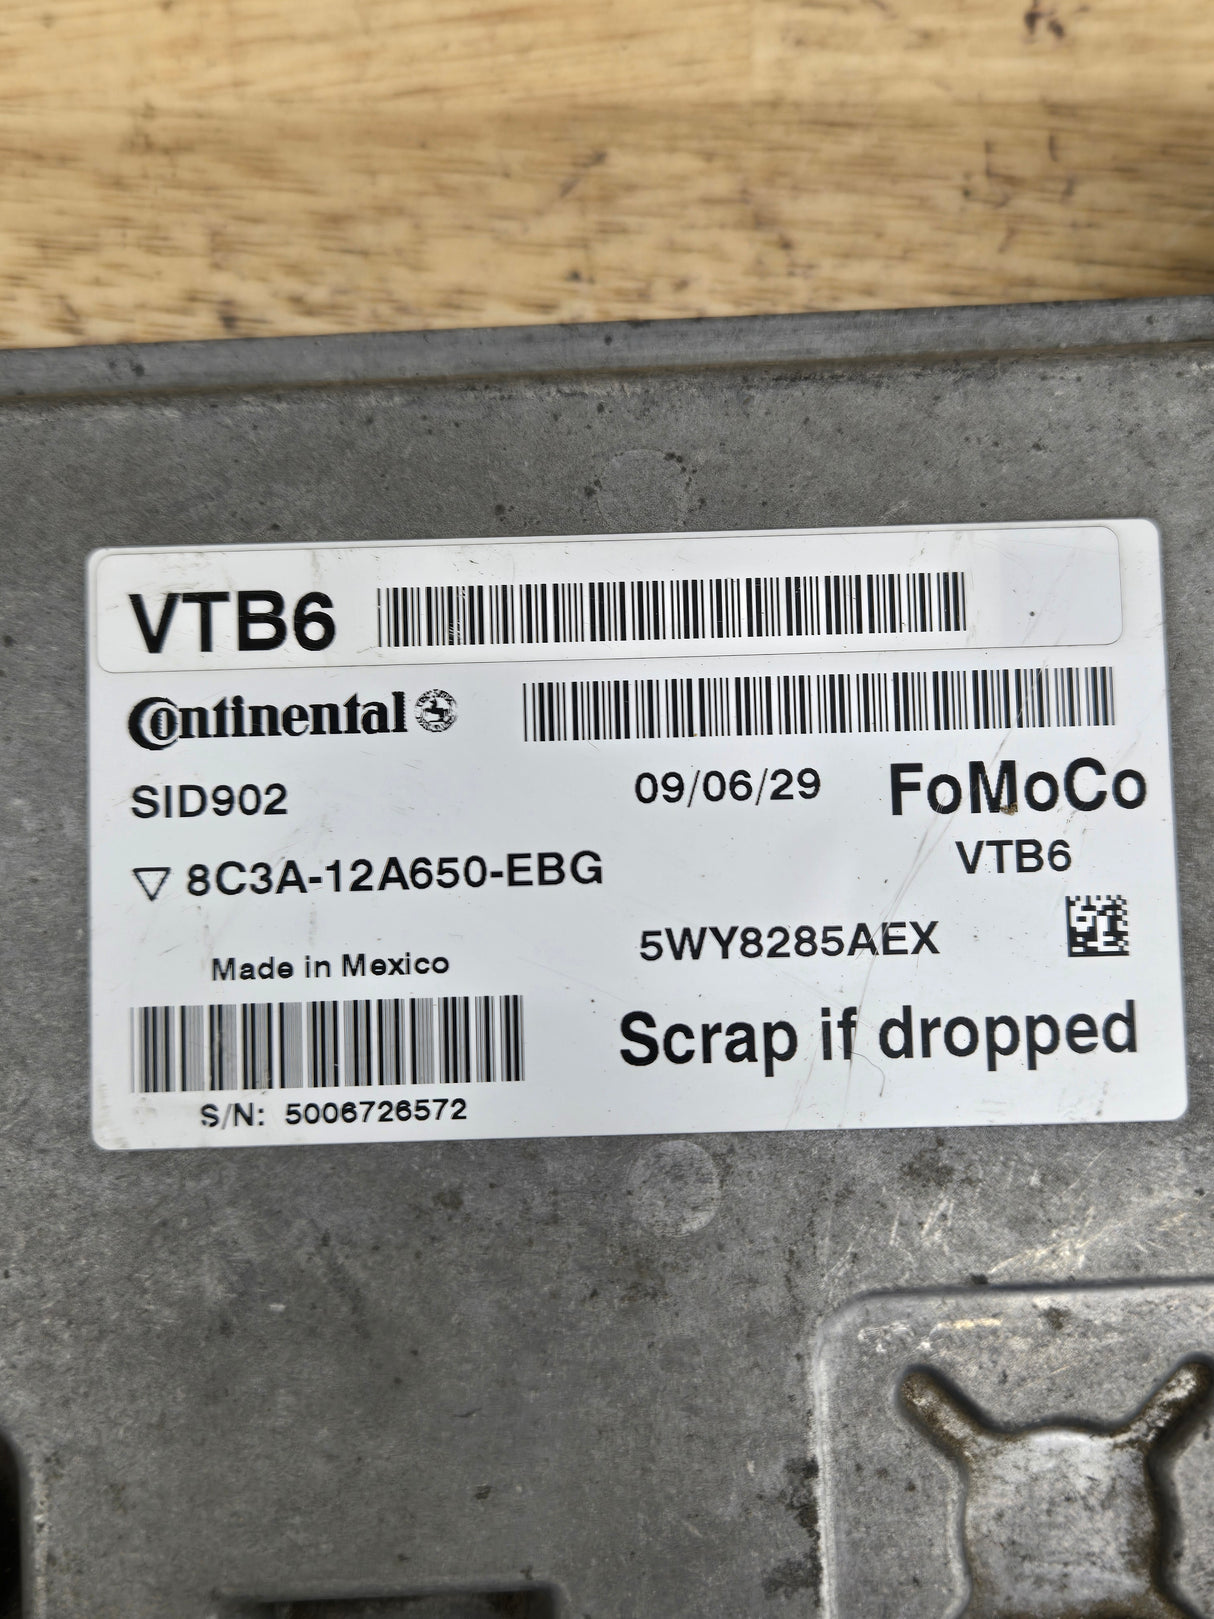 VTB6
Continental
SID902
09/06/29 FoMoCo
VTB6
8C3A-12A650-EBG
5WY8285AEX
Made in Mexico
Scrap if dropped
S/N: 5006726572